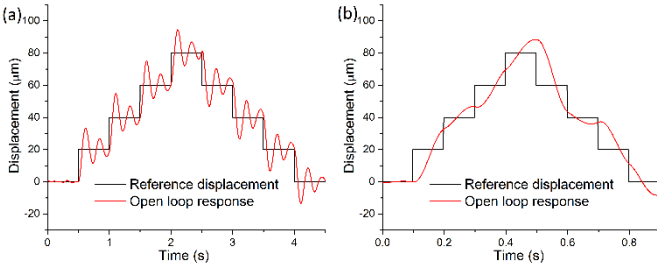 (a)
Displacement (μm)
100
80
60
40
20
0
-20
Reference displacement
Open loop response
0
1
2
3
4
Time (s)
(b)
Displacement (μm)
100
80
60
40
20
0
-20
Reference displacement
Open loop response
0.0
0.2
0.4
0.6
0.8
Time (s)